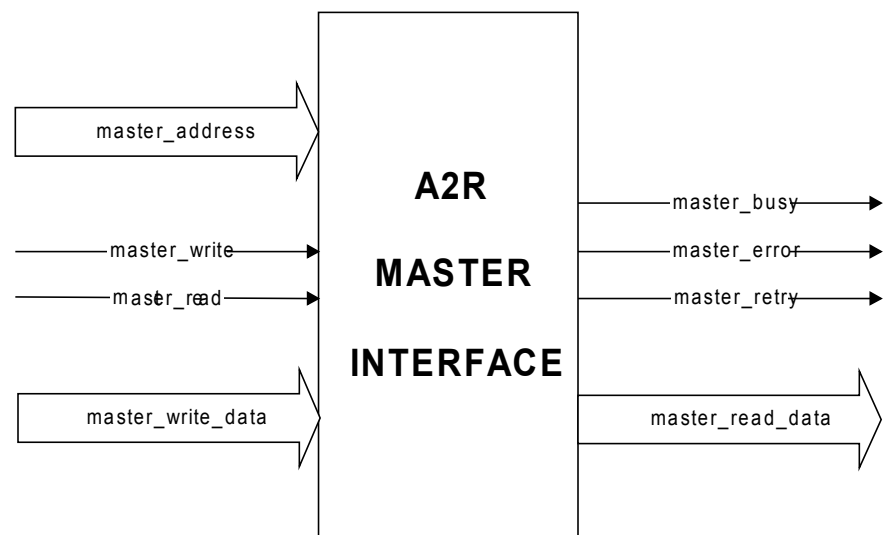 master_address
master_write
master_read
master_write_data
A2R
MASTER
INTERFACE
master_busy
master_error
master_retry
master_read_data